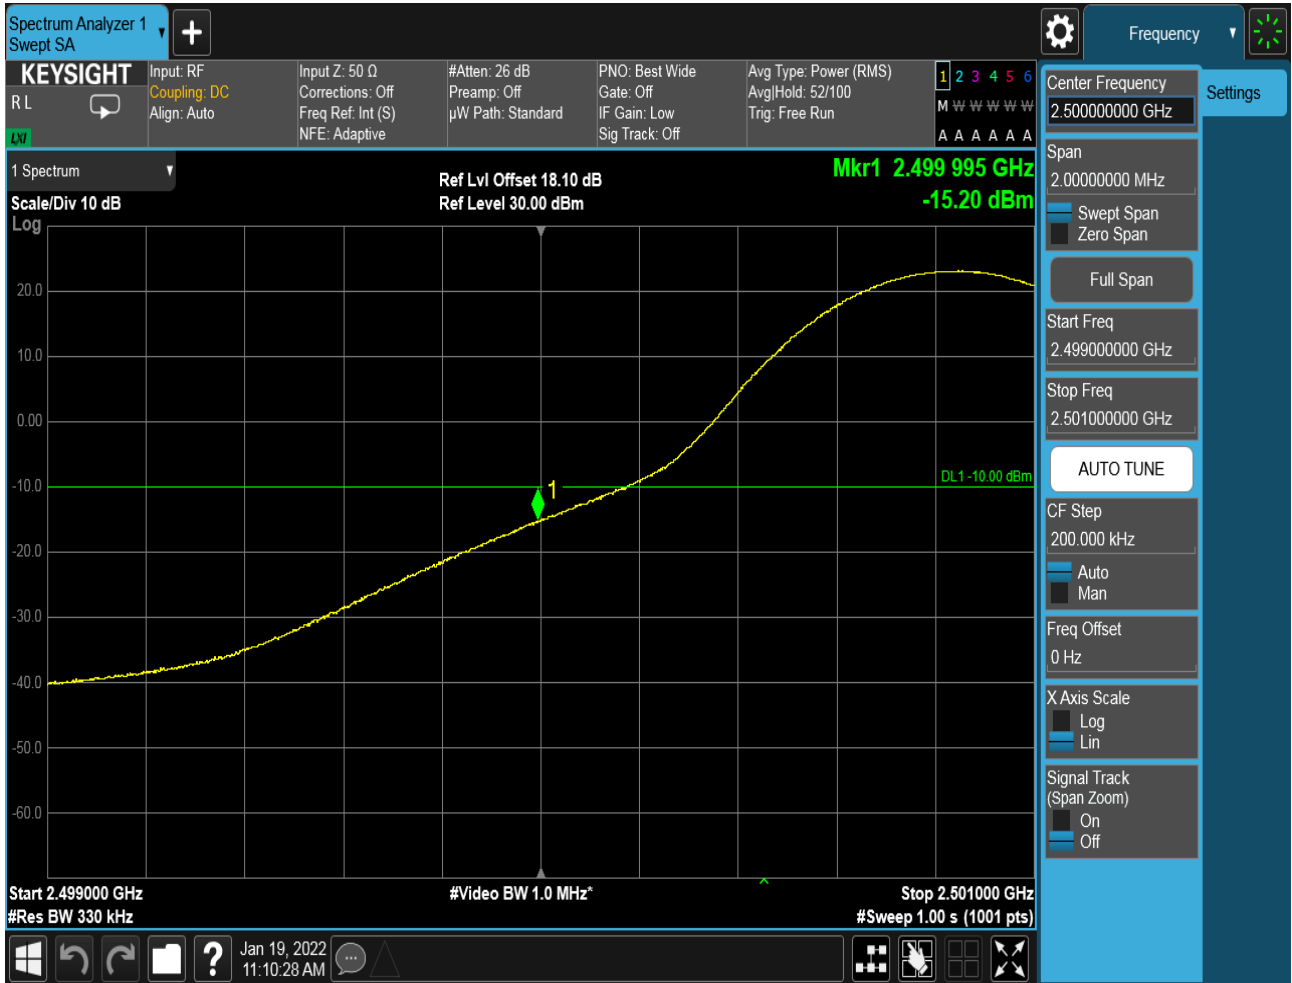 Spectrum Analyzer 1
Swept SA
Frequency
KEYSIGHT
R L
LXI
Input: RF
Coupling: DC
Align: Auto
Input Z: 50 Ω
Corrections: Off
Freq Ref: Int (S)
NFE: Adaptive
#Atten: 26 dB
Preamp: Off
µW Path: Standard
PNO: Best Wide
Gate: Off
IF Gain: Low
Sig Track: Off
Avg Type: Power (RMS)
Avg|Hold: 52/100
Trig: Free Run
1 2 3 4 5 6
M W W W W W
A A A A A A
1 Spectrum
Scale/Div 10 dB
Log
Ref Lvl Offset 18.10 dB
Ref Level 30.00 dBm
Mkr1 2.499 995 GHz
-15.20 dBm
20.0
10.0
0.00
-10.0
-20.0
-30.0
-40.0
-50.0
-60.0
1
DL1 -10.00 dBm
Start 2.499000 GHz
#Res BW 330 kHz
#Video BW 1.0 MHz*
Stop 2.501000 GHz
#Sweep 1.00 s (1001 pts)
Center Frequency
2.500000000 GHz
Settings
Span
2.00000000 MHz
Swept Span
Zero Span
Full Span
Start Freq
2.499000000 GHz
Stop Freq
2.501000000 GHz
AUTO TUNE
CF Step
200.000 kHz
Auto
Man
Freq Offset
0 Hz
X Axis Scale
Log
Lin
Signal Track
(Span Zoom)
On
Off
?
Jan 19, 2022
11:10:28 AM